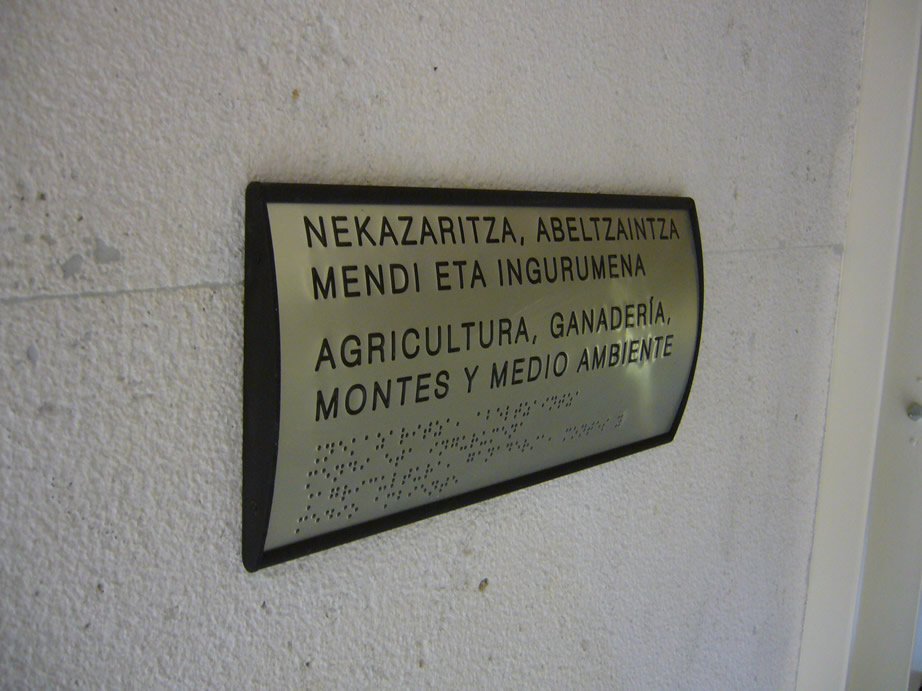 NEKAZARITZA, ABELTZAINTZA
MENDI ETA INGURUMENA
AGRICULTURA, GANADERÍA,
MONTES Y MEDIO AMBIENTE